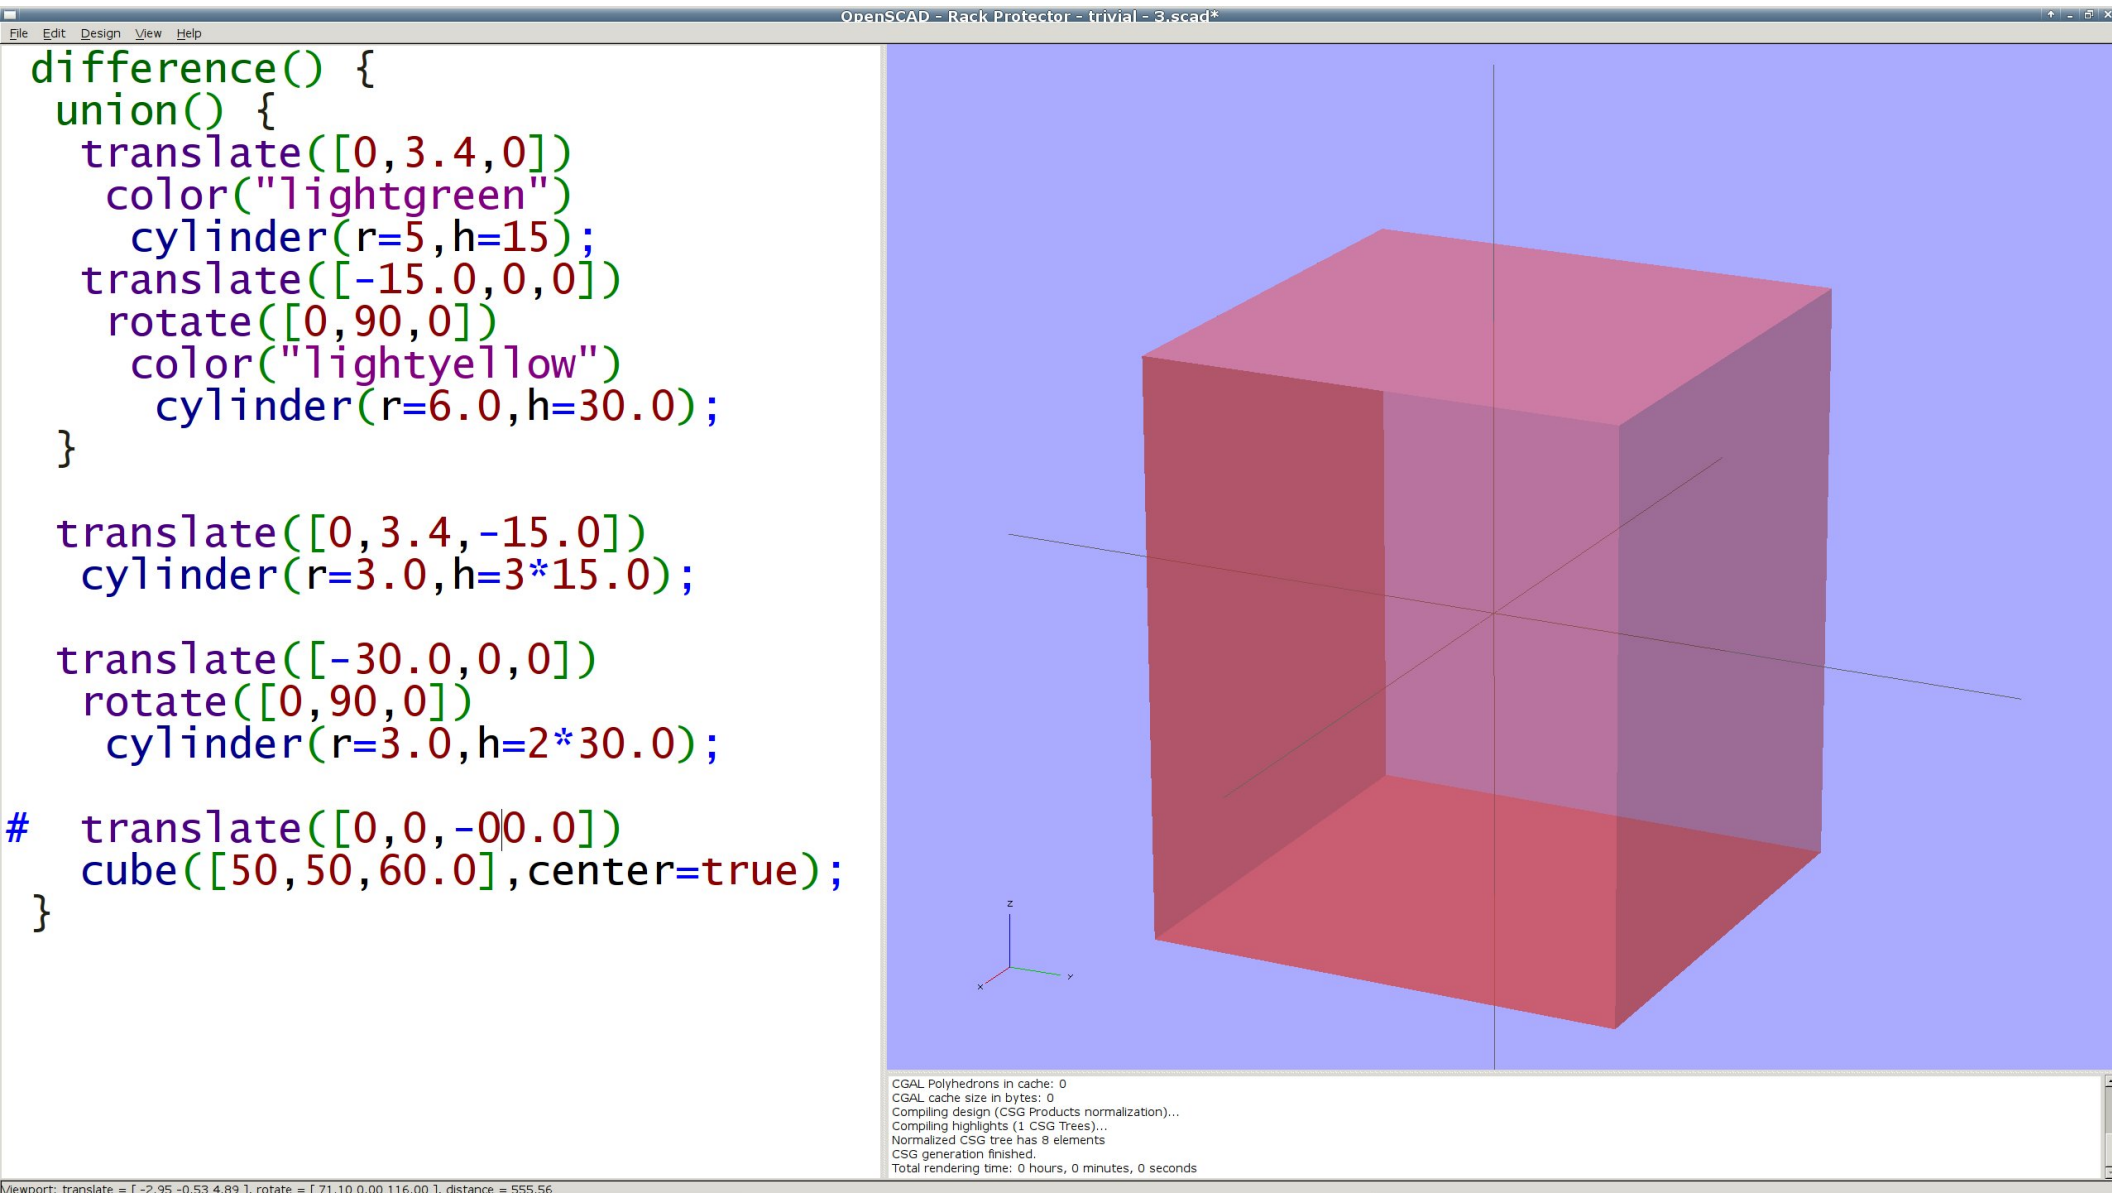 OpenSCAD - Rack Protector - trivial - 3.scad*
File Edit Design View Help
difference() {
union() {
translate([0,3.4,0])
color("lightgreen")
cylinder(r=5,h=15);
translate([-15.0,0,0])
rotate([0,90,0])
color("lightyellow")
cylinder(r=6.0,h=30.0);
}
translate([0,3.4,-15.0])
cylinder(r=3.0,h=3*15.0);
translate([-30.0,0,0])
rotate([0,90,0])
cylinder(r=3.0,h=2*30.0);
# translate([0,0,-00.0])
cube([50,50,60.0],center=true);
}
z
y
x
CGAL Polyhedrons in cache: 0
CGAL cache size in bytes: 0
Compiling design (CSG Products normalization)...
Compiling highlights (1 CSG Trees)...
Normalized CSG tree has 8 elements
CSG generation finished.
Total rendering time: 0 hours, 0 minutes, 0 seconds
Viewport: translate = [ -2.95 -0.53 4.89 ], rotate = [ 71.10 0.00 116.00 ], distance = 555.56